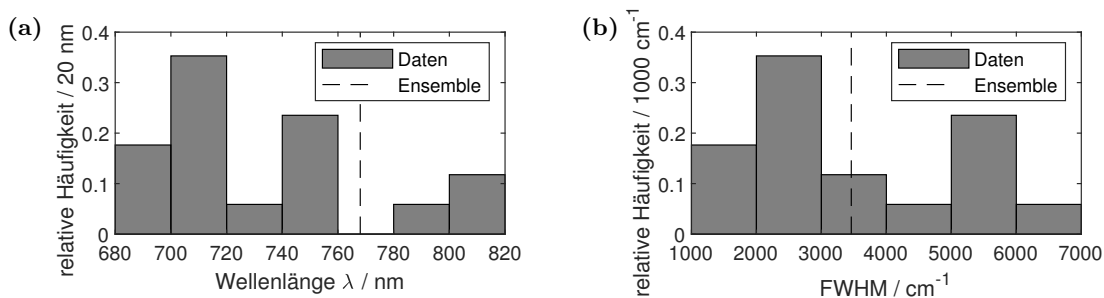 (a)
relative Häufigkeit / 20 nm
0.4
0.3
0.2
0.1
0
Daten
Ensemble
680 700 720 740 760 780 800 820
Wellenlänge λ / nm
(b)
relative Häufigkeit / 1000 cm⁻¹
0.4
0.3
0.2
0.1
0
Daten
Ensemble
1000 2000 3000 4000 5000 6000 7000
FWHM / cm⁻¹